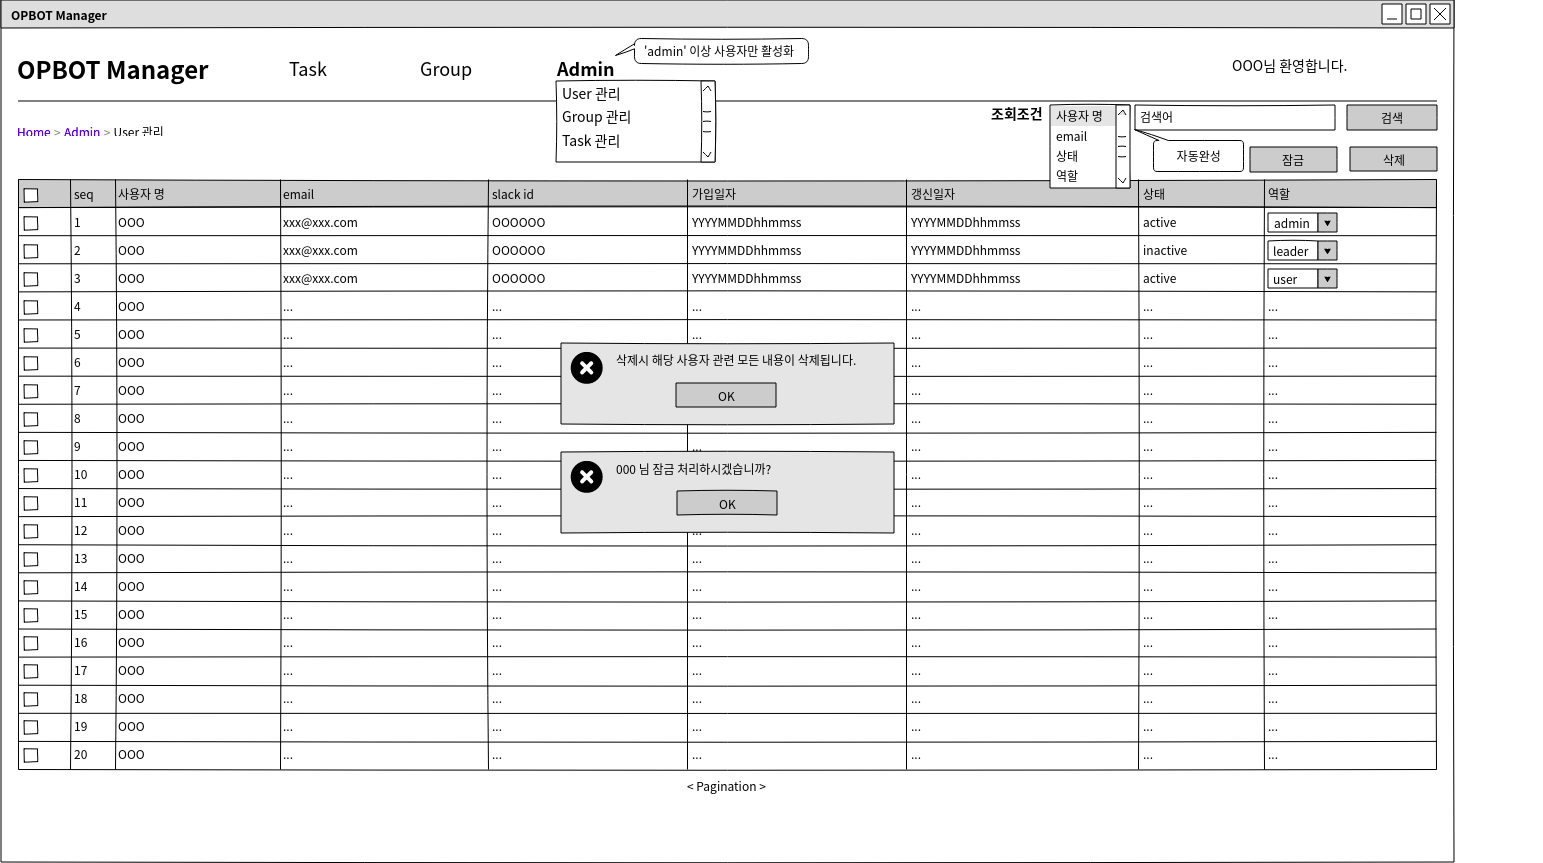 OPBOT Manager
'admin' 이상 사용자만 활성화
OPBOT Manager Task Group Admin OOO님 환영합니다.
User 관리
Group 관리
Task 관리
Home > Admin > User 관리
조회조건 사용자 명 검색어 검색
email
상태
역할
자동완성 잠금 삭제
seq 사용자 명 email slack id 가입일자 갱신일자 상태 역할
1 OOO xxx@xxx.com OOOOOO YYYYMMDDhhmmss YYYYMMDDhhmmss active admin
2 OOO xxx@xxx.com OOOOOO YYYYMMDDhhmmss YYYYMMDDhhmmss inactive leader
3 OOO xxx@xxx.com OOOOOO YYYYMMDDhhmmss YYYYMMDDhhmmss active user
4 OOO ... ... ... ... ... ...
5 OOO ... ... ... ... ... ...
6 OOO ... ... ... ... ...
7 OOO ... ... ... ... ...
8 OOO ... ... ... ... ...
9 OOO ... ... ... ... ... ...
10 OOO ... ... ... ... ...
11 OOO ... ... ... ... ...
12 OOO ... ... ... ... ... ...
13 OOO ... ... ... ... ... ...
14 OOO ... ... ... ... ... ...
15 OOO ... ... ... ... ... ...
16 OOO ... ... ... ... ... ...
17 OOO ... ... ... ... ... ...
18 OOO ... ... ... ... ... ...
19 OOO ... ... ... ... ... ...
20 OOO ... ... ... ... ... ...
삭제시 해당 사용자 관련 모든 내용이 삭제됩니다.
OK
000 님 잠금 처리하시겠습니까?
OK
< Pagination >